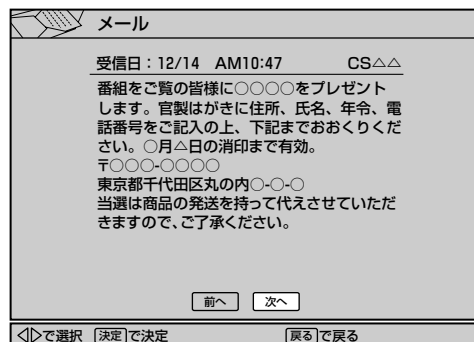 メール
受信日：12/14 AM10:47 CS△△
番組をご覧の皆様に○○○○をプレゼント
します。官製はがきに住所、氏名、年令、電
話番号をご記入の上、下記までおおくりくだ
さい。○月△日の消印まで有効。
〒○○○-○○○○
東京都千代田区丸の内○-○-○
当選は商品の発送を持って代えさせていただ
きますので、ご了承ください。
前へ 次へ
◁▷で選択 決定で決定 戻るで戻る